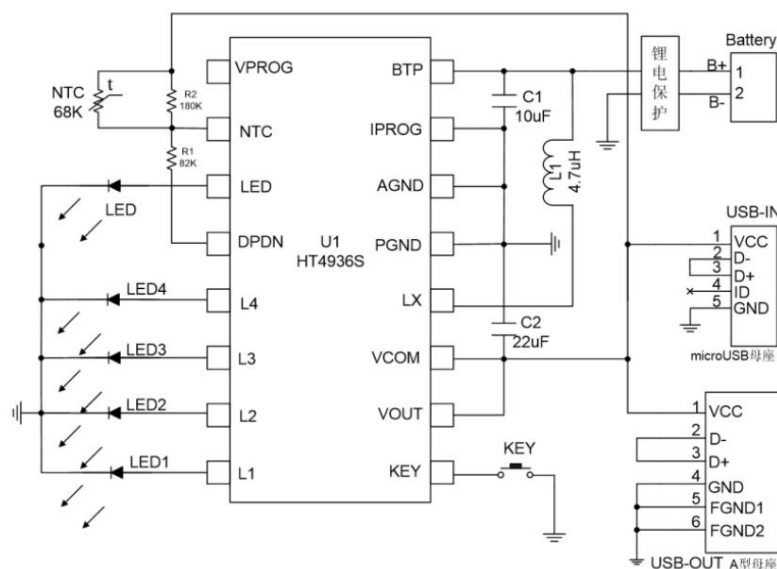 NTC
68K
t
R2
180K
R1
82K
VPROG
NTC
LED
DPDN
L4
L3
L2
L1
U1
HT4936S
BTP
IPROG
AGND
PGND
LX
VCOM
VOUT
KEY
LED
LED4
LED3
LED2
LED1
C1
10uF
L1
4.7uH
C2
22uF
KEY
锂电保护
B+
B-
Battery
1
2
USB-IN
1 VCC
2 D-
3 D+
4 ID
5 GND
microUSB母座
1 VCC
2 D-
3 D+
4 GND
5 FGND1
6 FGND2
USB-OUT A型母座